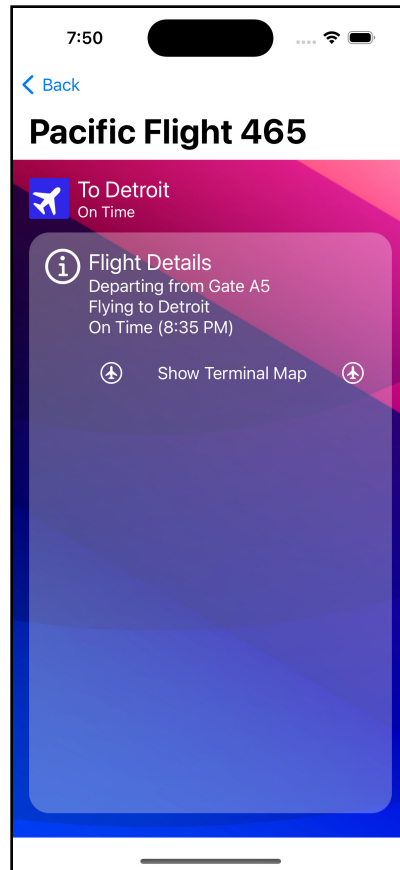 7:50
Back
Pacific Flight 465
To Detroit
On Time
Flight Details
Departing from Gate A5
Flying to Detroit
On Time (8:35 PM)
Show Terminal Map